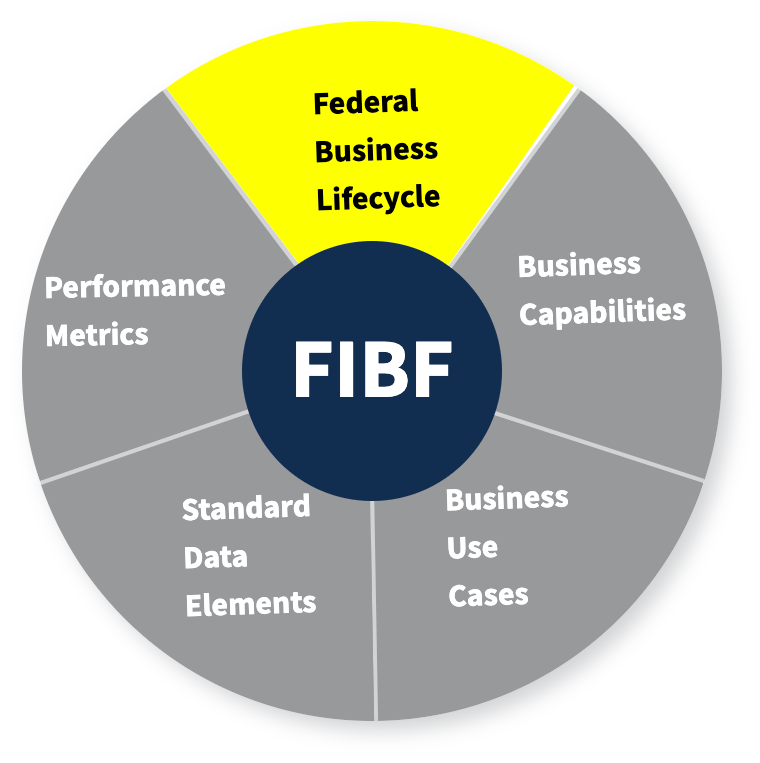 Federal
Business
Lifecycle
Business
Capabilities
Business
Use
Cases
Standard
Data
Elements
Performance
Metrics
FIBF